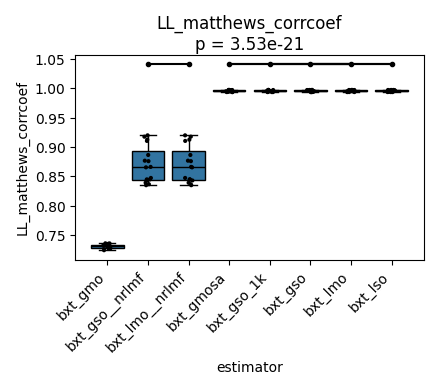 LL_matthews_corrcoef
p = 3.53e-21
LL_matthews_corrcoef
1.05
1.00
0.95
0.90
0.85
0.80
0.75
bxt_gmo
bxt_gso__nrlmf
bxt_lmo__nrlmf
bxt_gmosa
bxt_gso_1k
bxt_gso
bxt_lmo
bxt_lso
estimator